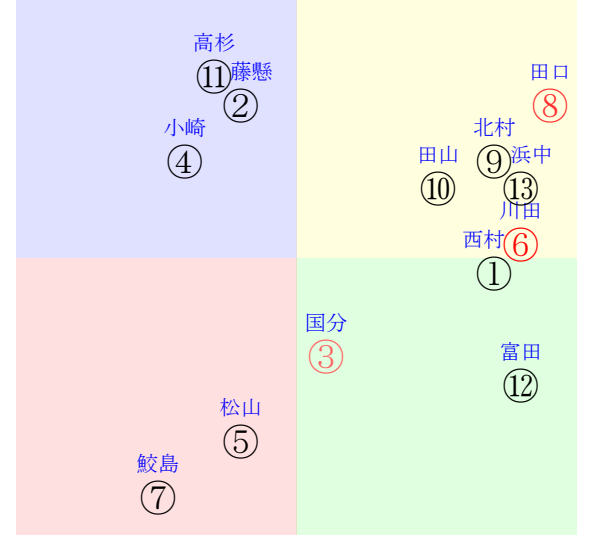 高杉
⑪
藤懸
②
田口
⑧
小崎
④
北村
⑨
田山
⑩
浜中
⑬
川田
⑥
西村
①
国分
③
富田
⑫
松山
⑤
鮫島
⑦